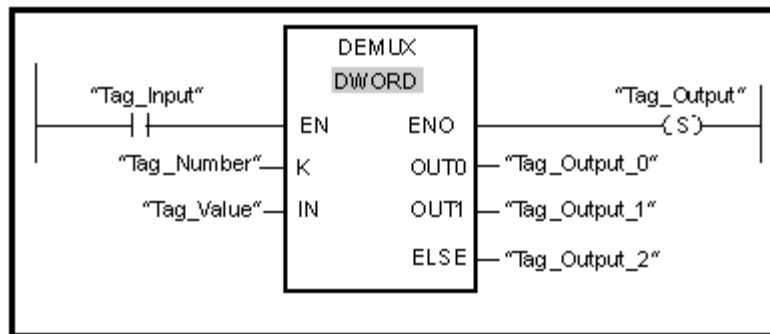 DEMUX
DWORD
"Tag_Input"
"Tag_Output"
EN ENO
(S)
"Tag_Number" K OUT0 "Tag_Output_0"
"Tag_Value" IN OUT1 "Tag_Output_1"
ELSE "Tag_Output_2"